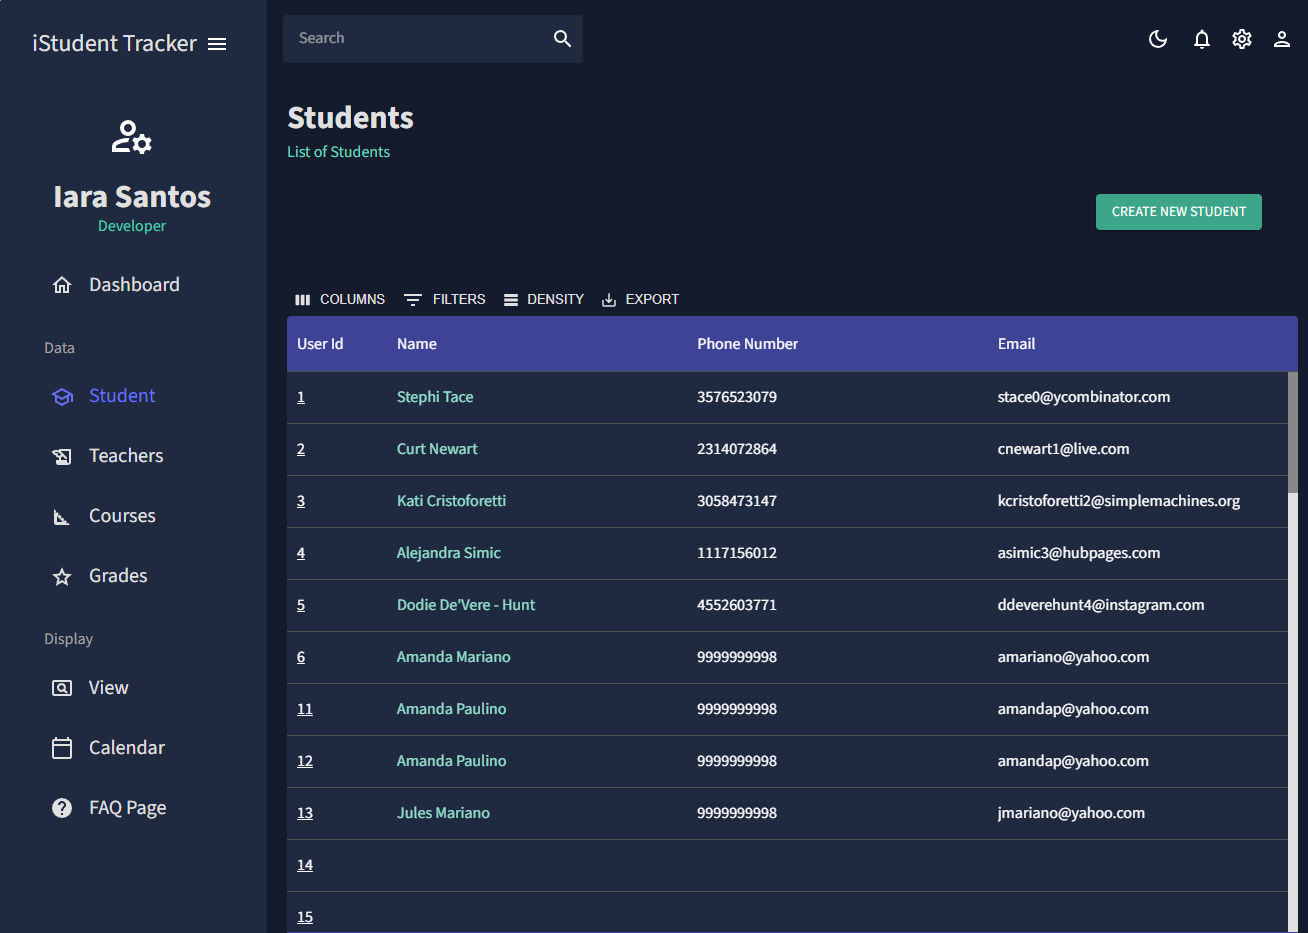 iStudent Tracker
Search
Iara Santos
Developer
Dashboard
Data
Student
Teachers
Courses
Grades
Display
View
Calendar
FAQ Page
Students
List of Students
CREATE NEW STUDENT
COLUMNS FILTERS DENSITY EXPORT
User Id Name Phone Number Email
1 Stephi Tace 3576523079 stace0@ycombinator.com
2 Curt Newart 2314072864 cnewart1@live.com
3 Kati Cristoforetti 3058473147 kcristoforetti2@simplemachines.org
4 Alejandra Simic 1117156012 asimic3@hubpages.com
5 Dodie De'Vere - Hunt 4552603771 ddeverehunt4@instagram.com
6 Amanda Mariano 9999999998 amariano@yahoo.com
11 Amanda Paulino 9999999998 amandap@yahoo.com
12 Amanda Paulino 9999999998 amandap@yahoo.com
13 Jules Mariano 9999999998 jmariano@yahoo.com
14
15